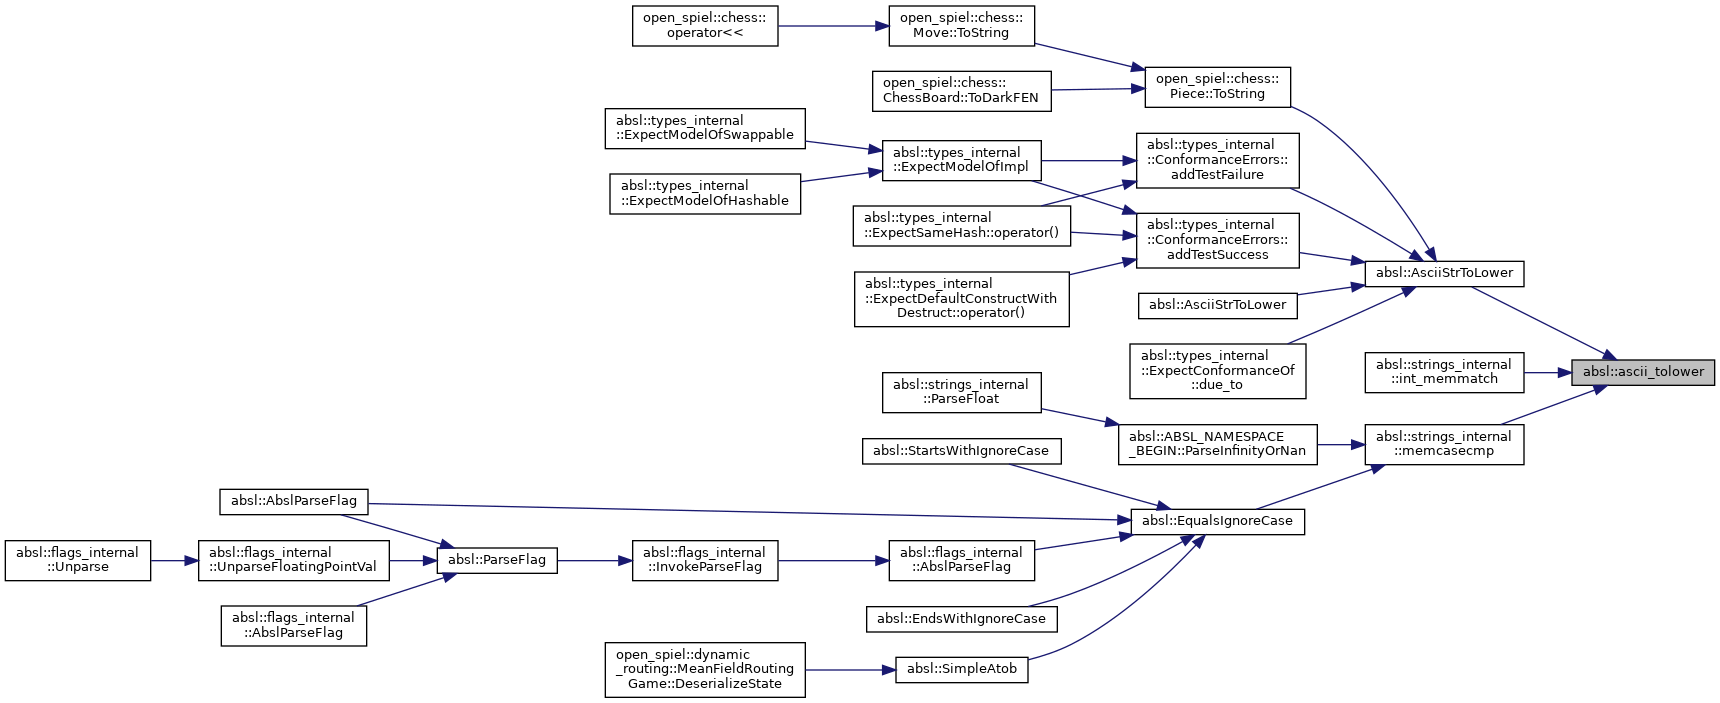 open_spiel::chess::
operator<<
open_spiel::chess::
Move::ToString
open_spiel::chess::
ChessBoard::ToDarkFEN
open_spiel::chess::
Piece::ToString
absl::types_internal
::ExpectModelOfSwappable
absl::types_internal
::ExpectModelOfHashable
absl::types_internal
::ExpectModelOfImpl
absl::types_internal
::ConformanceErrors::
addTestFailure
absl::types_internal
::ExpectSameHash::operator()
absl::types_internal
::ConformanceErrors::
addTestSuccess
absl::types_internal
::ExpectDefaultConstructWith
Destruct::operator()
absl::AsciiStrToLower
absl::AsciiStrToLower
absl::types_internal
::ExpectConformanceOf
::due_to
absl::strings_internal
::int_memmatch
absl::ascii_tolower
absl::strings_internal
::ParseFloat
absl::ABSL_NAMESPACE
_BEGIN::ParseInfinityOrNan
absl::strings_internal
::memcasecmp
absl::StartsWithIgnoreCase
absl::AbslParseFlag
absl::EqualsIgnoreCase
absl::flags_internal
::Unparse
absl::flags_internal
::UnparseFloatingPointVal
absl::ParseFlag
absl::flags_internal
::InvokeParseFlag
absl::flags_internal
::AbslParseFlag
absl::flags_internal
::AbslParseFlag
absl::EndsWithIgnoreCase
open_spiel::dynamic
_routing::MeanFieldRouting
Game::DeserializeState
absl::SimpleAtob